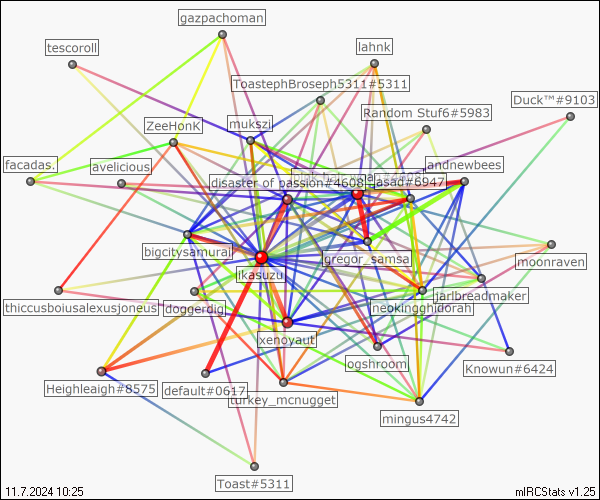 gazpachoman
tescoroll
lahnk
ToastephBroseph5311#5311
Duck™#9103
Random Stuf6#5983
ZeeHonK
mukszi
facadas.
avelicious
andnewbees
disaster of passion#4608
asad#6947
bigcitysamurai
gregor_samsa
moonraven
jkasuzu
thiccusboiusalexusjoneus
doggerdig
neokingghidorah
jarlbreadmaker
xenoyaut
ogshroom
Knowun#6424
Heighleaigh#8575
default#0617
turkey_mcnugget
mingus4742
Toast#5311
11.7.2024 10:25
mIRCStats v1.25